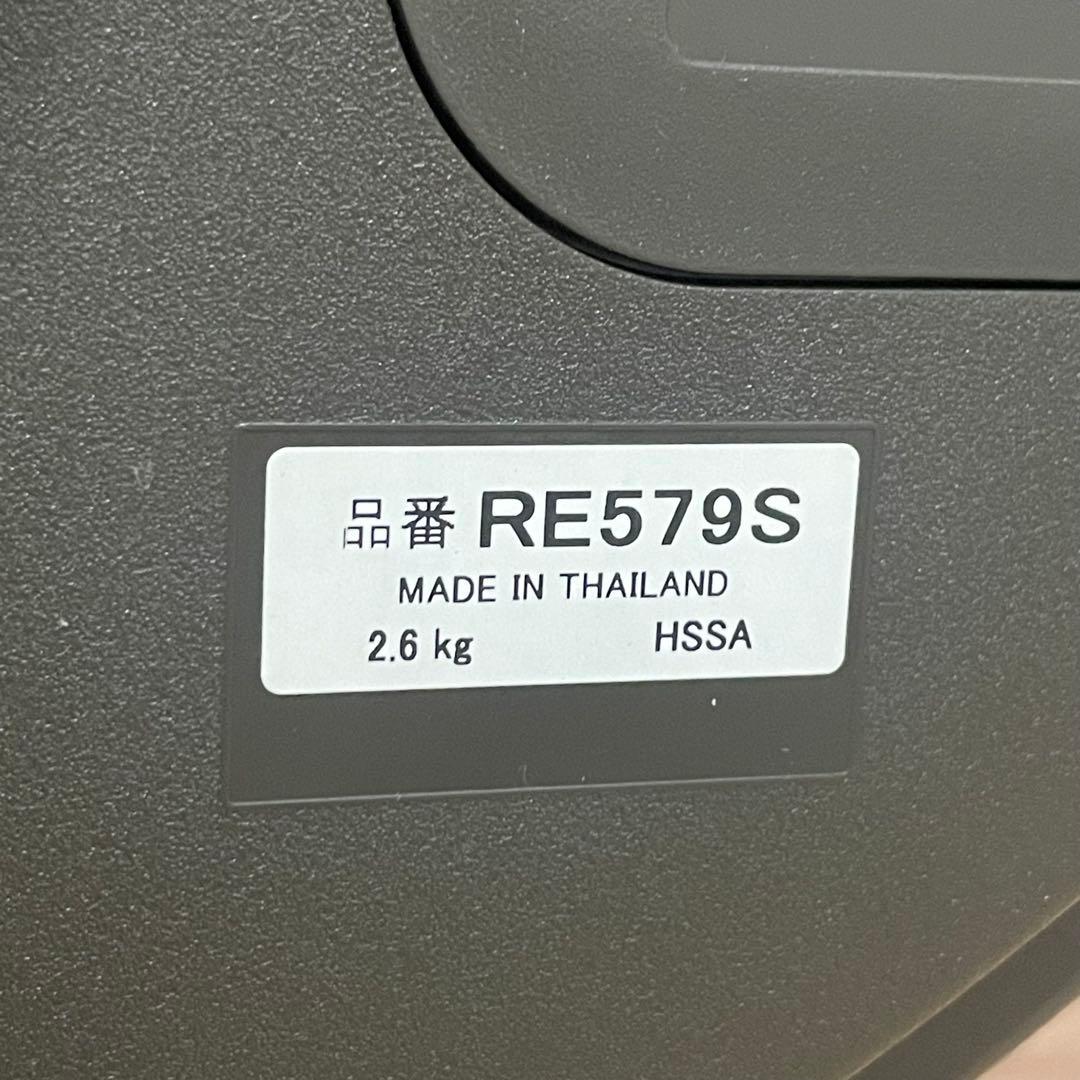 品番 RE579S
MADE IN THAILAND
2.6 kg HSSA